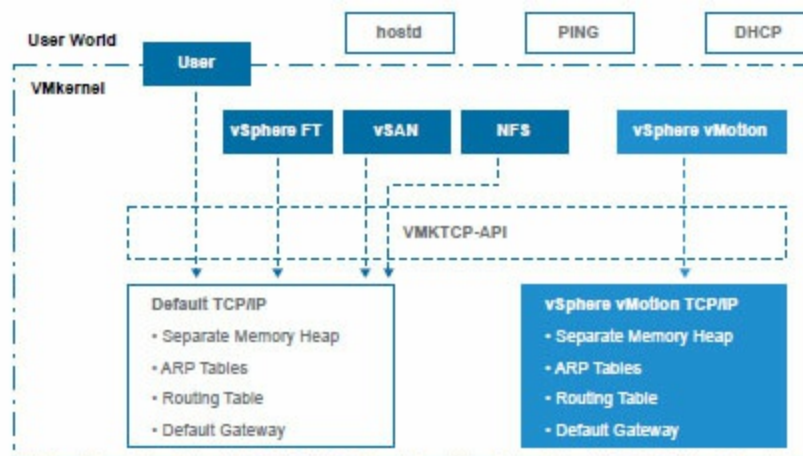 User World
hostd
PING
DHCP
User
VMkernel
vSphere FT
vSAN
NFS
vSphere vMotion
VMKTCP-API
Default TCP/IP
• Separate Memory Heap
• ARP Tables
• Routing Table
• Default Gateway
vSphere vMotion TCP/IP
• Separate Memory Heap
• ARP Tables
• Routing Table
• Default Gateway